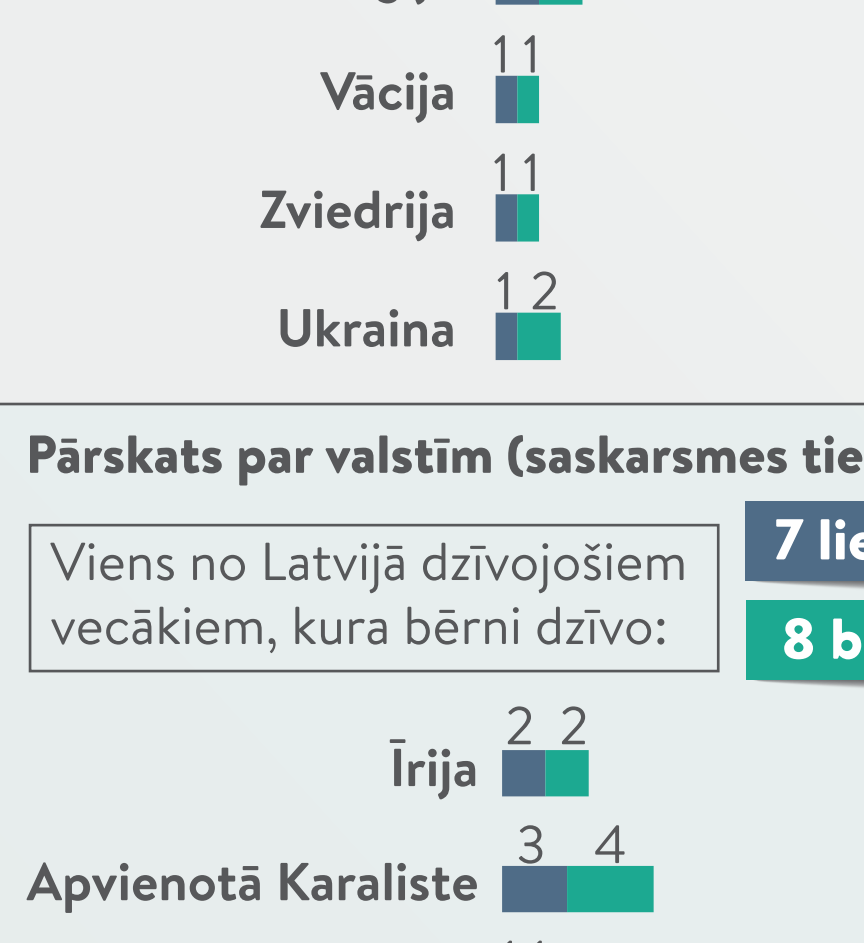 1 1
Vācija
1 1
Zviedrija
1 2
Ukraina
Pārskats par valstīm (saskarsmes tie
Viens no Latvijā dzīvojošiem
vecākiem, kura bērni dzīvo:
7 lie
8 b
2 2
Īrija
3 4
Apvienotā Karaliste